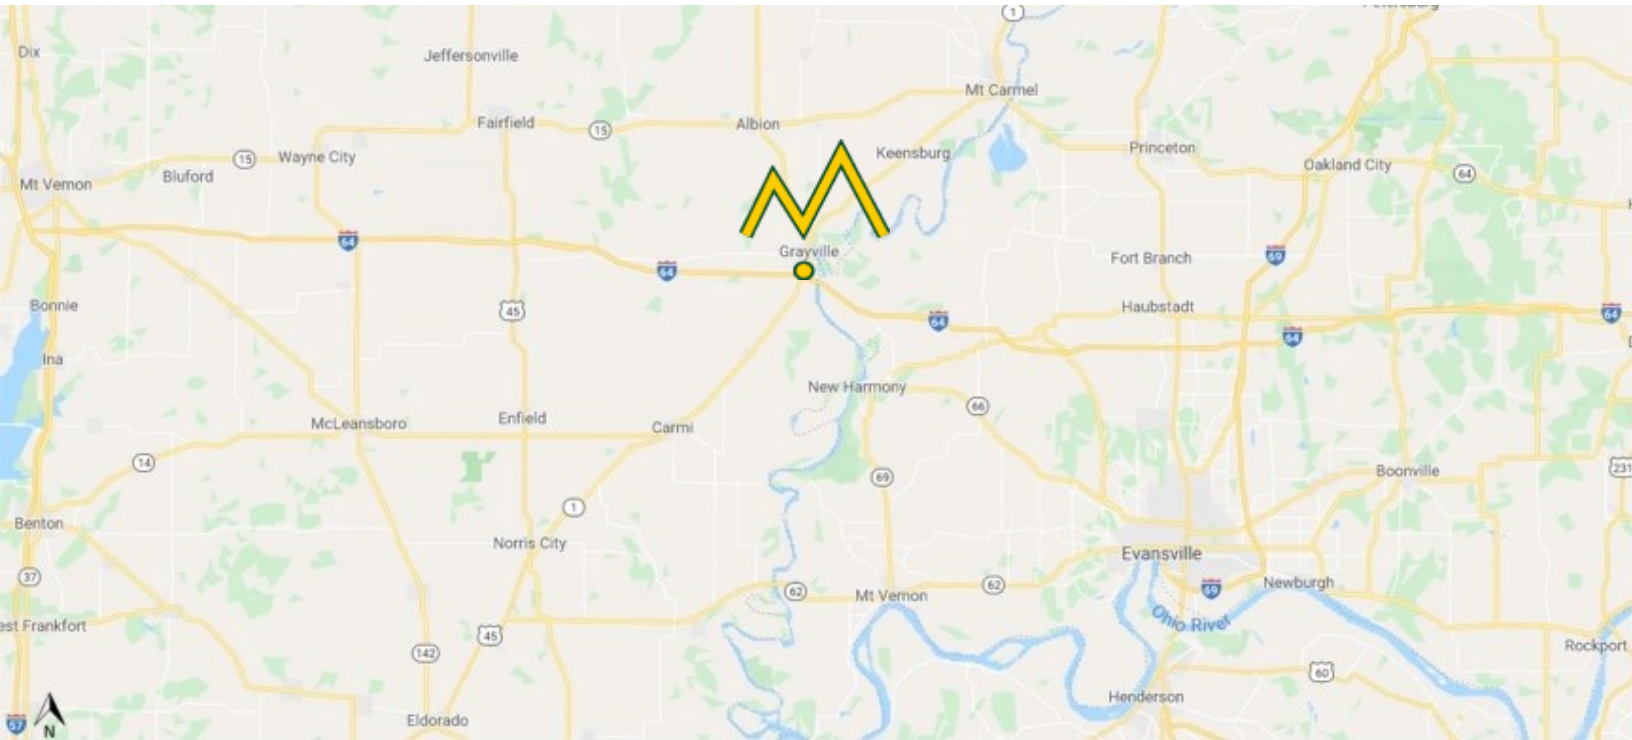 1
Petersburg
Dix
Jeffersonville
Mt Carmel
Fairfield
15
Albion
Keensburg
Princeton
15
Wayne City
Oakland City
64
Bluford
Mt Vernon
64
Grayville
64
69
Fort Branch
Bonnie
45
64
Haubstadt
64
64
Ina
New Harmony
66
McLeansboro
Enfield
Carmi
14
69
Boonville
231
1
Benton
Norris City
Evansville
37
62
Mt Vernon
62
69
Newburgh
est Frankfort
45
Ohio River
Rockport
142
60
Henderson
57
N
Eldorado